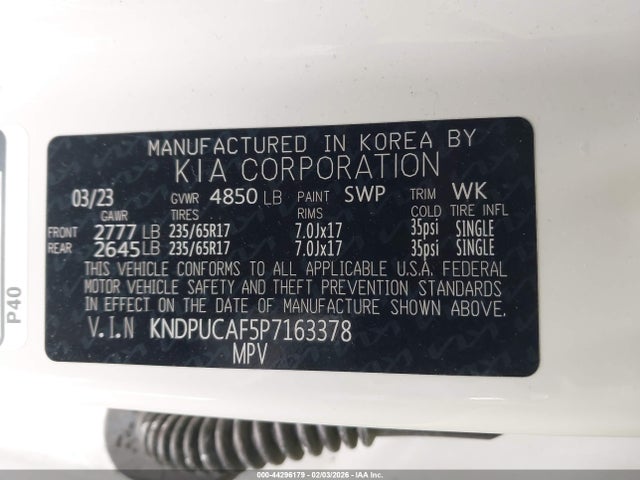 MANUFACTURED IN KOREA BY
KIA CORPORATION
03/23 GVWR 4850 LB PAINT SWP TRIM WK
GAWR TIRES RIMS COLD TIRE INFL
FRONT 2777 LB 235/65R17 7.0Jx17 35psi SINGLE
REAR 2645 LB 235/65R17 7.0Jx17 35psi SINGLE
THIS VEHICLE CONFORMS TO ALL APPLICABLE U.S.A. FEDERAL
MOTOR VEHICLE SAFETY AND THEFT PREVENTION STANDARDS
IN EFFECT ON THE DATE OF MANUFACTURE SHOWN ABOVE.
V.I.N KNDPUCAF5P7163378
MPV
P40
000-44296179 - 02/03/2026 - IAAI.COM